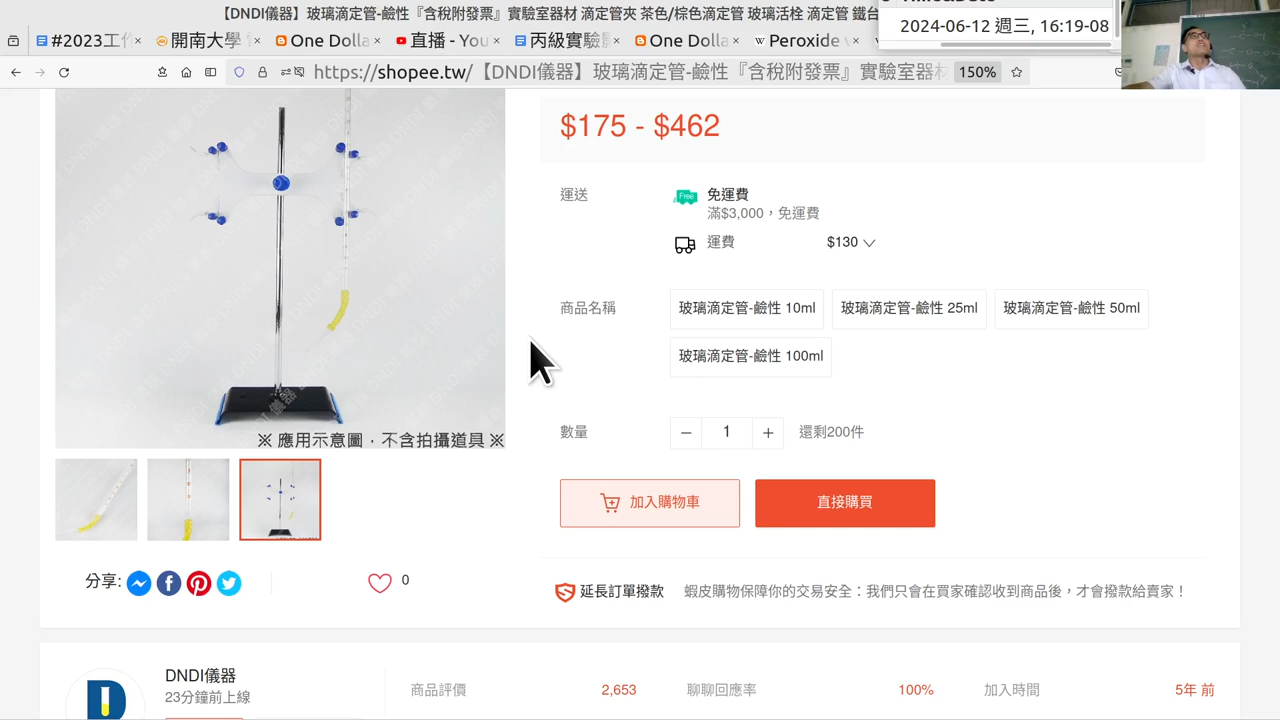 【DNDI儀器】玻璃滴定管-鹼性『含稅附發票』實驗室器材 滴定管夾 茶色/棕色滴定管 玻璃活栓 滴定管 鐵台
2024-06-12 週三, 16:19-08
#2023工作
開南大學
One Dolla
直播 - You
丙級實驗
One Dolla
Peroxide v
https://shopee.tw/【DNDI儀器】玻璃滴定管-鹼性『含稅附發票』實驗室器材
150%
$175 - $462
運送
Free
免運費
滿$3,000，免運費
運費
$130
商品名稱
玻璃滴定管-鹼性 10ml
玻璃滴定管-鹼性 25ml
玻璃滴定管-鹼性 50ml
玻璃滴定管-鹼性 100ml
※ 應用示意圖．不含拍攝道具 ※
數量
1
還剩200件
加入購物車
直接購買
分享:
0
延長訂單撥款
蝦皮購物保障你的交易安全：我們只會在買家確認收到商品後，才會撥款給賣家！
DNDI儀器
23分鐘前上線
商品評價
2,653
聊聊回應率
100%
加入時間
5年 前